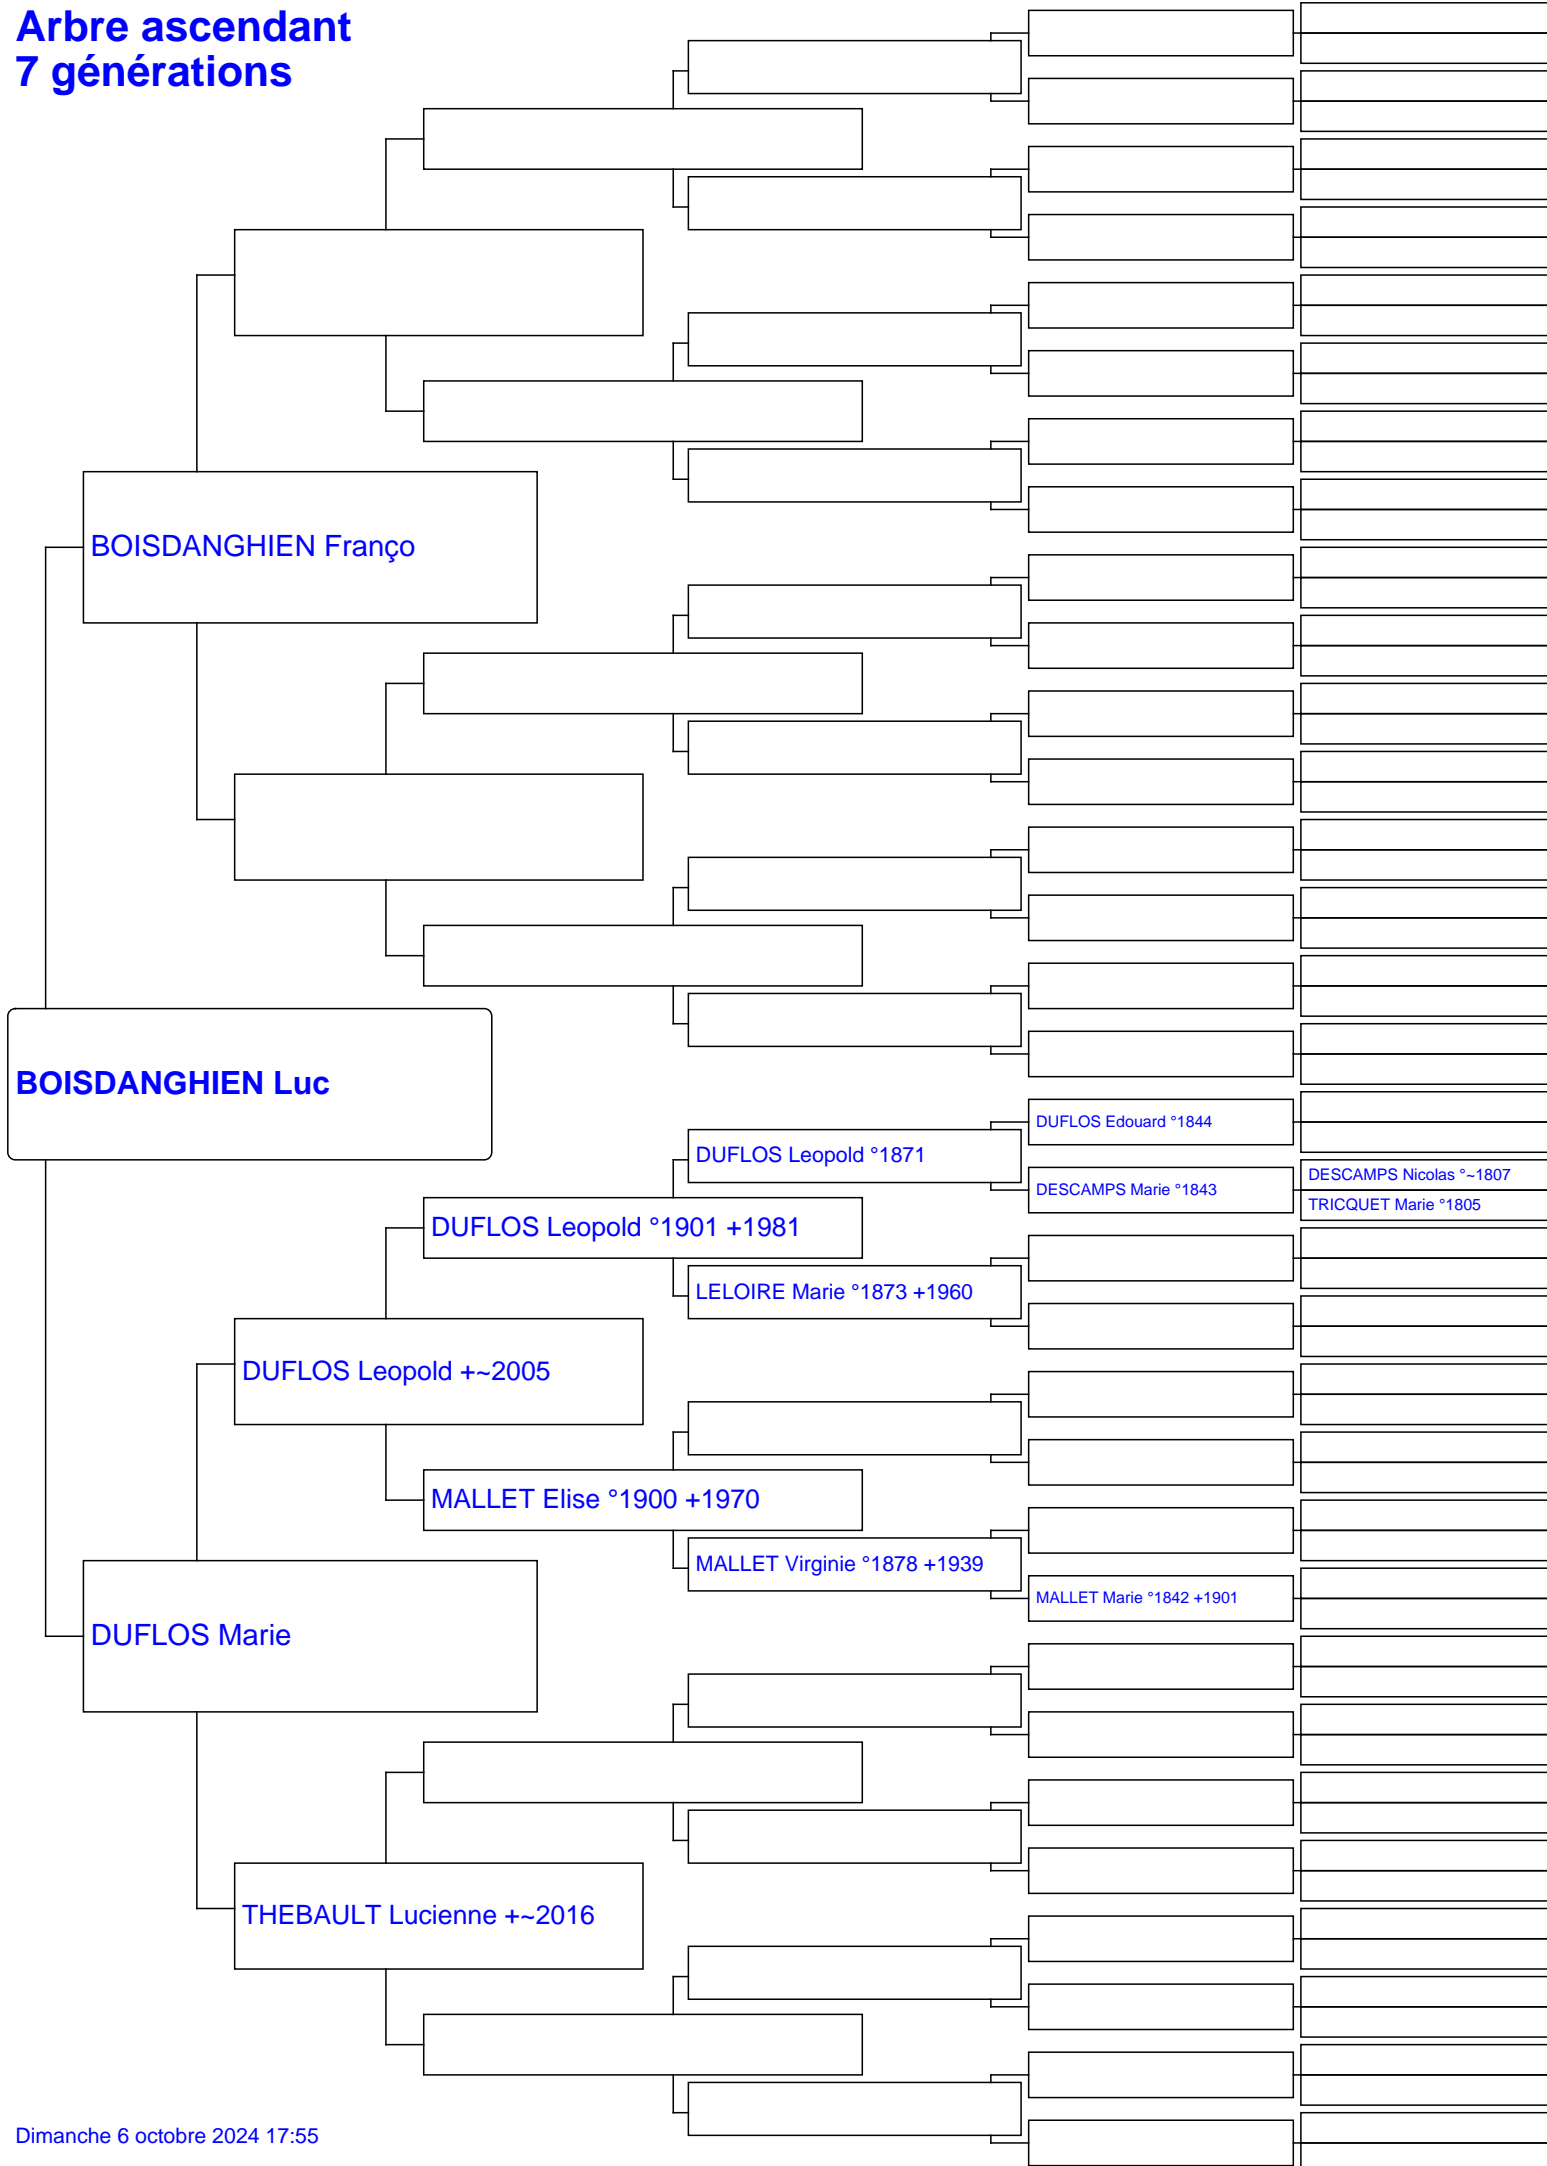 Arbre ascendant
7 générations
BOISDANGHIEN Franço
BOISDANGHIEN Luc
DUFLOS Edouard °1844
DUFLOS Leopold °1871
DESCAMPS Nicolas °~1807
DESCAMPS Marie °1843
TRICQUET Marie °1805
DUFLOS Leopold °1901 +1981
LELOIRE Marie °1873 +1960
DUFLOS Leopold +~2005
MALLET Elise °1900 +1970
MALLET Virginie °1878 +1939
MALLET Marie °1842 +1901
DUFLOS Marie
THEBAULT Lucienne +~2016
Dimanche 6 octobre 2024 17:55